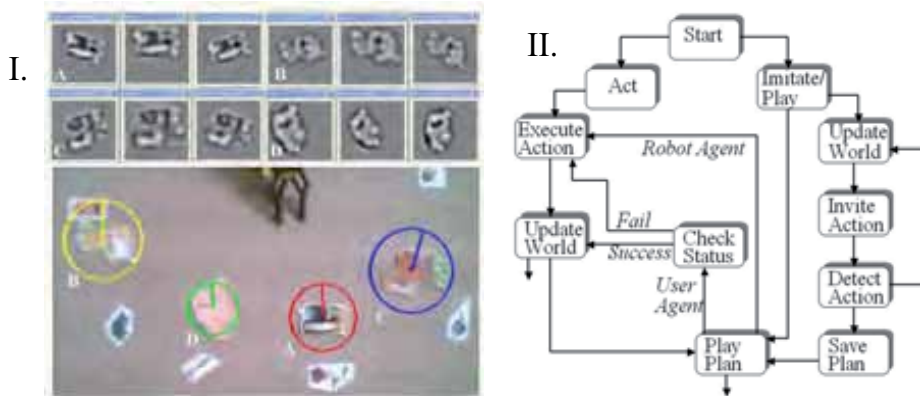 I.
A
B
C
D
B
D
A
C
II.
Start
Act
Imitate/
Play
Execute
Action
Robot Agent
Update
World
Invite
Action
Fail
Update
World
Success
Check
Status
User
Agent
Detect
Action
Play
Plan
Save
Plan